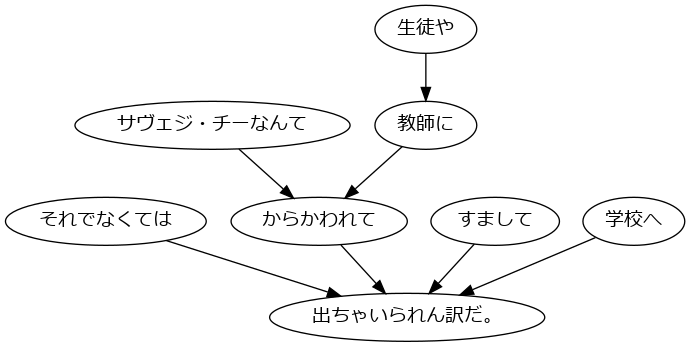 生徒や
サヴェジ・チーなんて
教師に
それでなくては
からかわれて
すまして
学校へ
出ちゃいられん訳だ。